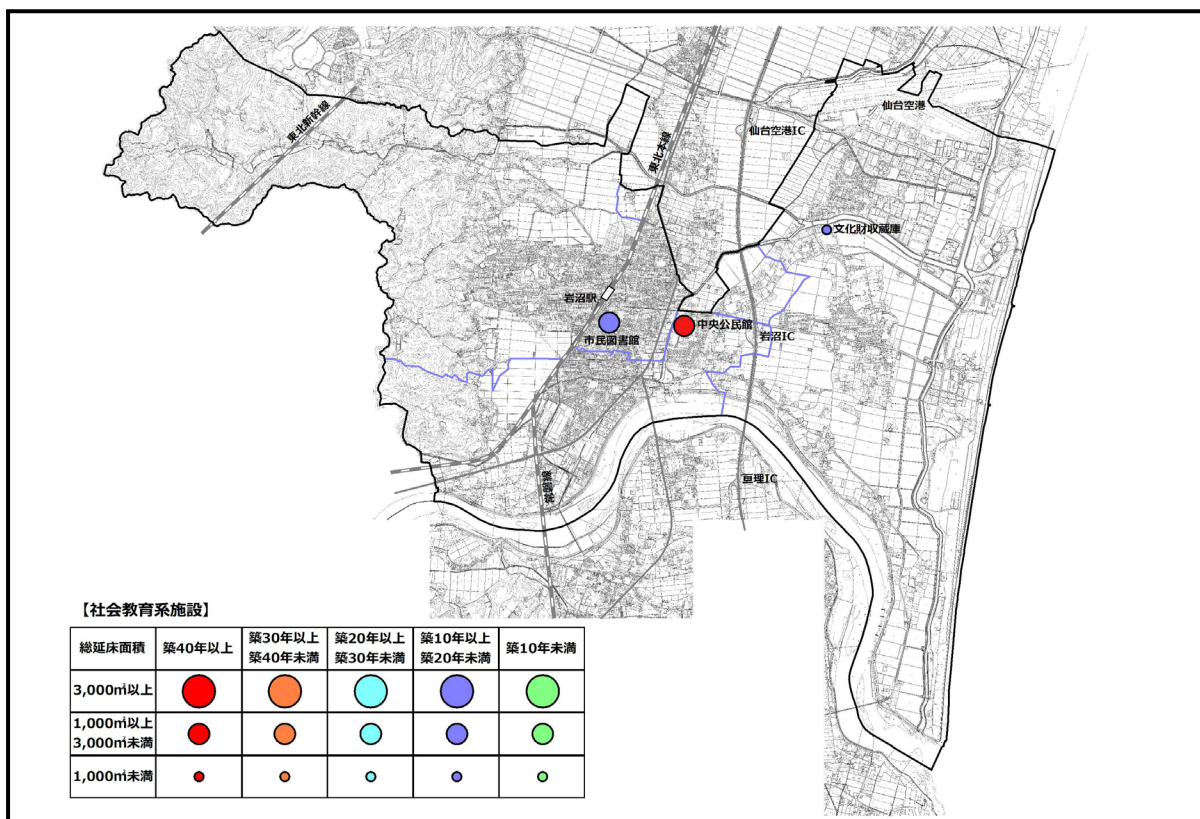 東北新幹線
東北本線
仙台空港
仙台空港IC
文化財収蔵庫
岩沼駅
市民図書館
中央公民館
岩沼IC
常磐線
亘理IC
【社会教育系施設】
総延床面積
築40年以上
築30年以上
築40年未満
築20年以上
築30年未満
築10年以上
築20年未満
築10年未満
3,000㎡以上
1,000㎡以上
3,000㎡未満
1,000㎡未満